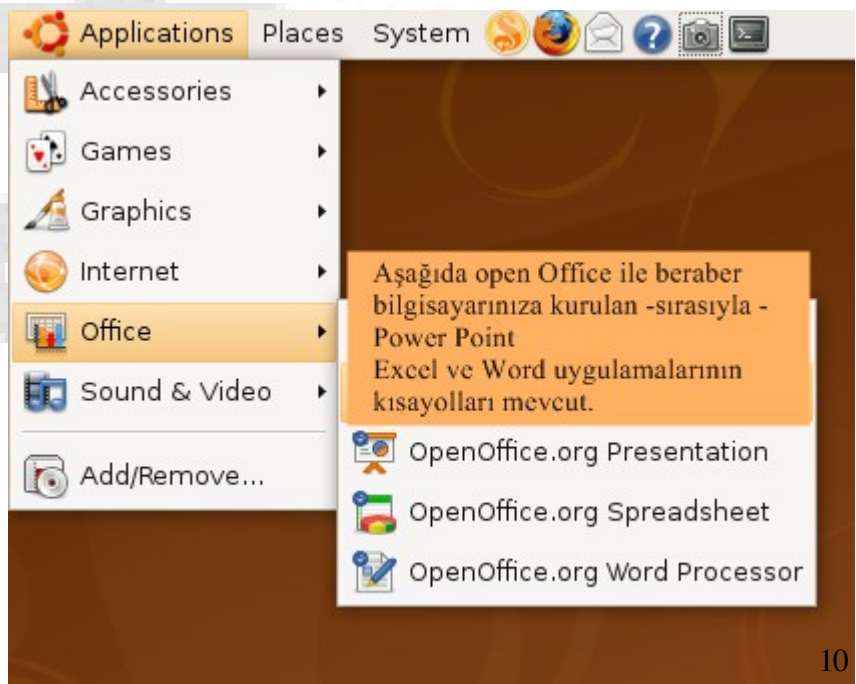 Applications Places System
Accessories
Games
Graphics
Internet
Office
Sound & Video
Add/Remove...
Aşağıda open Office ile beraber
bilgisayarınıza kurulan -sırasıyla -
Power Point
Excel ve Word uygulamalarının
kısayolları mevcut.
OpenOffice.org Presentation
OpenOffice.org Spreadsheet
OpenOffice.org Word Processor
10